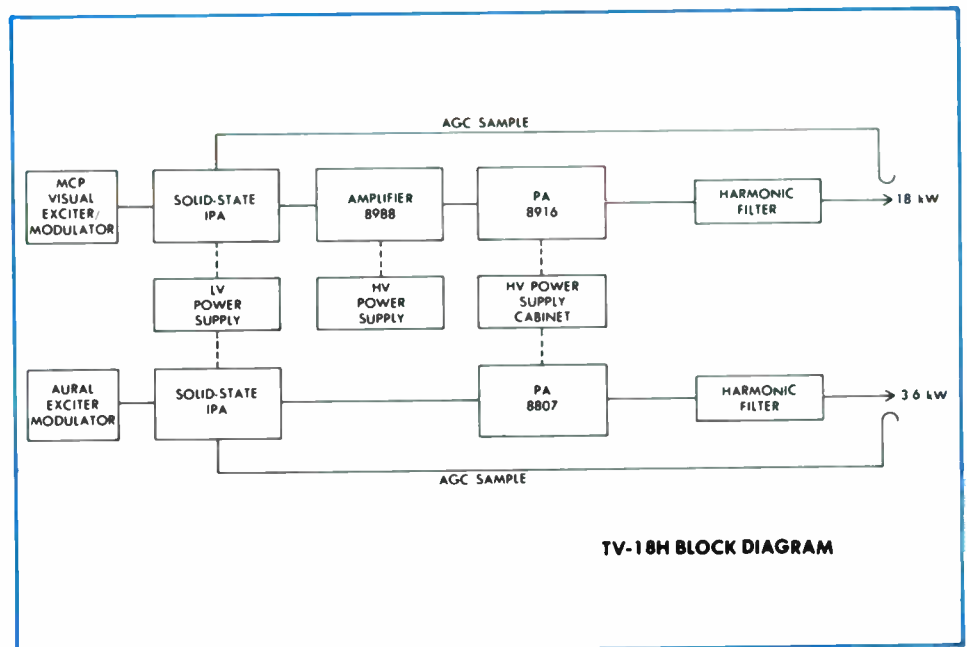 AGC SAMPLE
MCP
VISUAL
EXCITER/
MODULATOR
SOLID-STATE
IPA
AMPLIFIER
8988
PA
8916
HARMONIC
FILTER
18 kW
LV
POWER
SUPPLY
HV
POWER
SUPPLY
HV POWER
SUPPLY
CABINET
AURAL
EXCITER
MODULATOR
SOLID-STATE
IPA
PA
8807
HARMONIC
FILTER
3.6 kW
AGC SAMPLE
TV-18H BLOCK DIAGRAM